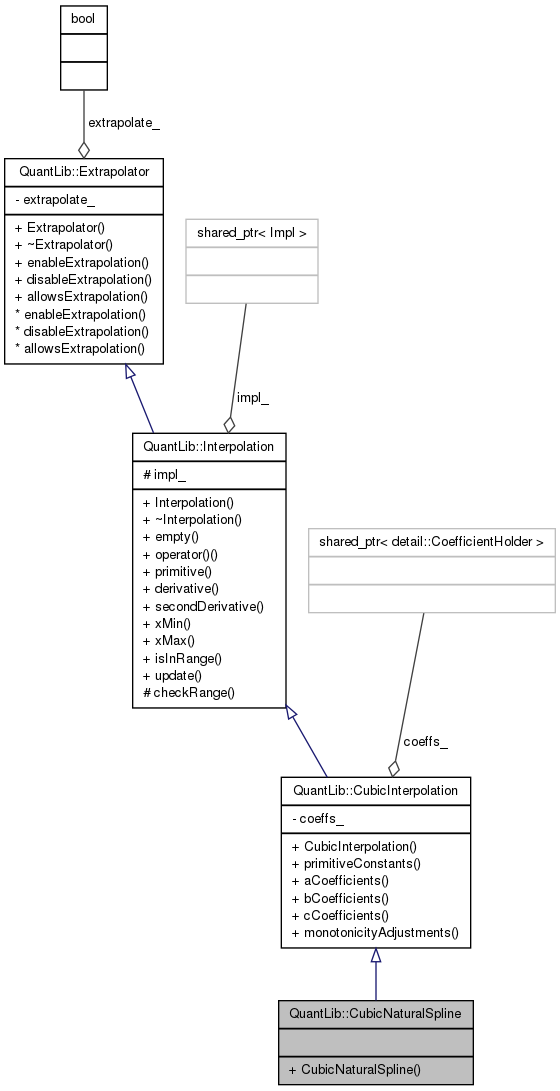 bool
extrapolate_
QuantLib::Extrapolator
- extrapolate_
+ Extrapolator()
+ ~Extrapolator()
+ enableExtrapolation()
+ disableExtrapolation()
+ allowsExtrapolation()
* enableExtrapolation()
* disableExtrapolation()
* allowsExtrapolation()
shared_ptr< Impl >
impl_
QuantLib::Interpolation
# impl_
+ Interpolation()
+ ~Interpolation()
+ empty()
+ operator()()
+ primitive()
+ derivative()
+ secondDerivative()
+ xMin()
+ xMax()
+ isInRange()
+ update()
# checkRange()
shared_ptr< detail::CoefficientHolder >
coeffs_
QuantLib::CubicInterpolation
- coeffs_
+ CubicInterpolation()
+ primitiveConstants()
+ aCoefficients()
+ bCoefficients()
+ cCoefficients()
+ monotonicityAdjustments()
QuantLib::CubicNaturalSpline
+ CubicNaturalSpline()